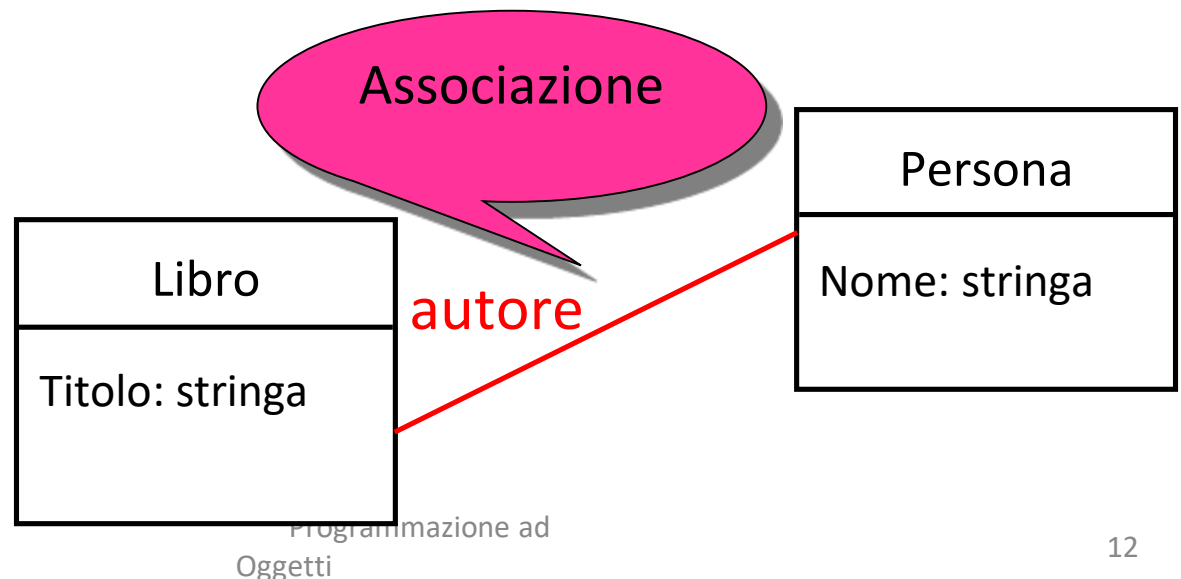 Associazione
Persona
Nome: stringa
Libro
autore
Titolo: stringa
Programmazione ad
Oggetti
12